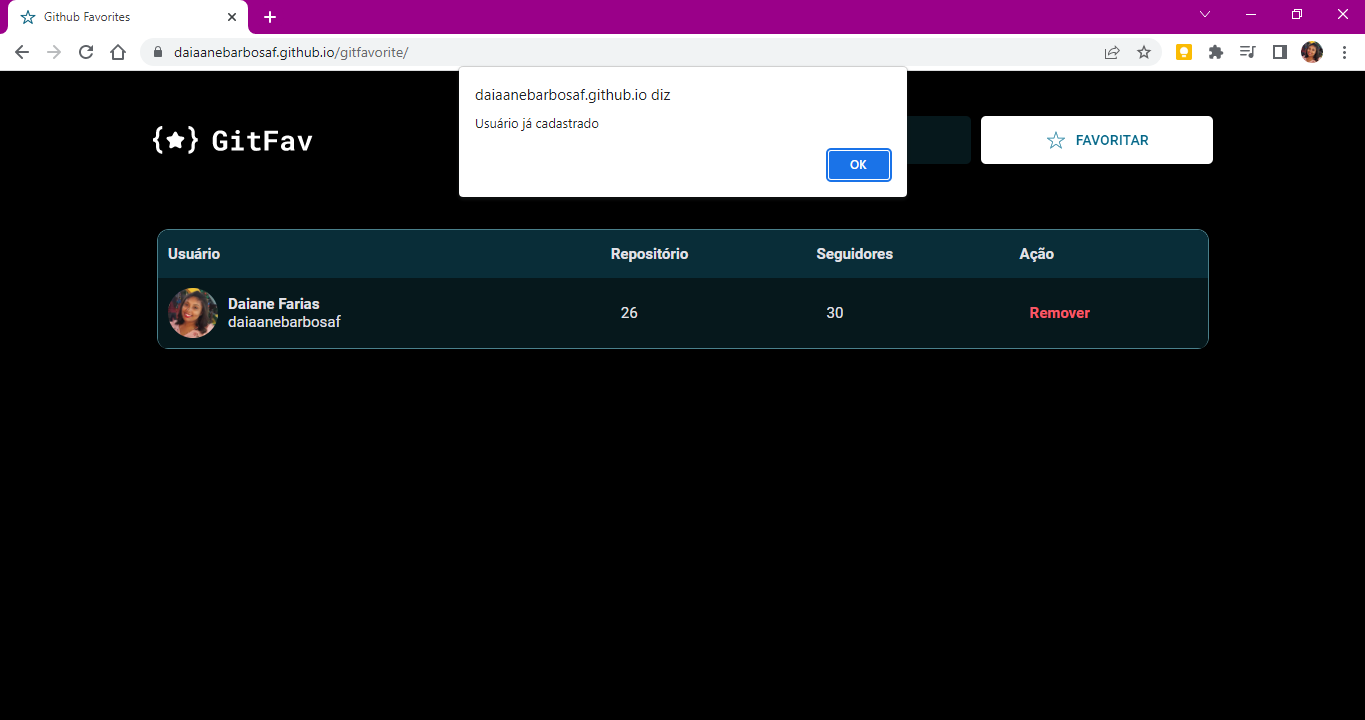 Github Favorites
daiaanebarbosaf.github.io/gitfavorite/
daiaanebarbosaf.github.io diz
Usuário já cadastrado
OK
{★} GitFav
FAVORITAR
Usuário Repositório Seguidores Ação
Daiane Farias
daiaanebarbosaf
26 30 Remover